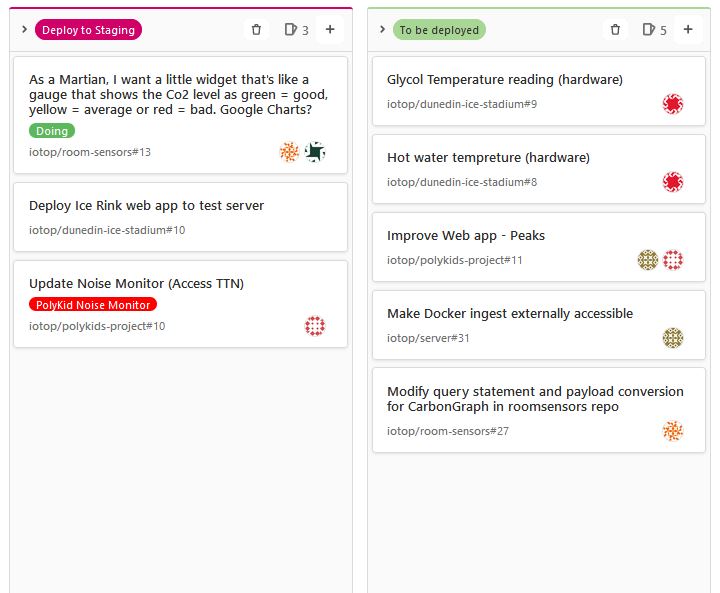 Deploy to Staging
3
As a Martian, I want a little widget that's like a
gauge that shows the Co2 level as green = good,
yellow = average or red = bad. Google Charts?
Doing
iotop/room-sensors#13
Deploy Ice Rink web app to test server
iotop/dunedin-ice-stadium#10
Update Noise Monitor (Access TTN)
PolyKid Noise Monitor
iotop/polykids-project#10
To be deployed
5
Glycol Temperature reading (hardware)
iotop/dunedin-ice-stadium#9
Hot water tempreture (hardware)
iotop/dunedin-ice-stadium#8
Improve Web app - Peaks
iotop/polykids-project#11
Make Docker ingest externally accessible
iotop/server#31
Modify query statement and payload conversion
for CarbonGraph in roomsensors repo
iotop/room-sensors#27